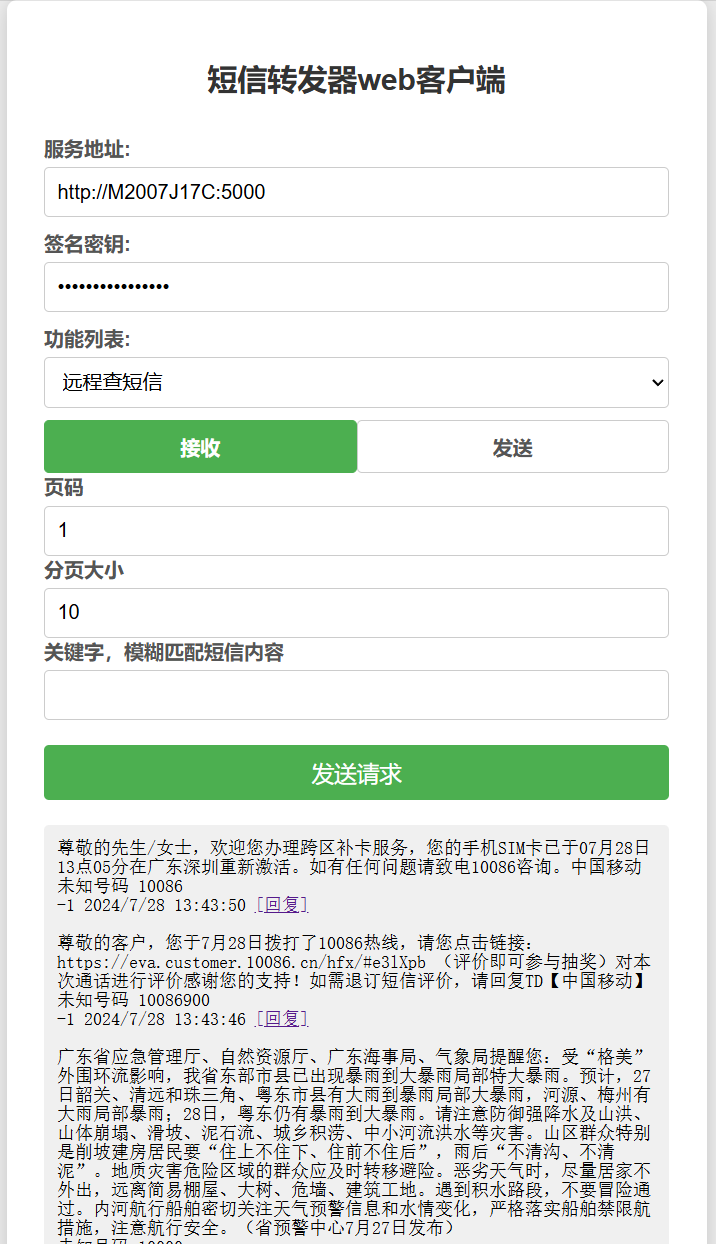 短信转发器web客户端
服务地址:
http://M2007J17C:5000
签名密钥:
••••••••••••••••
功能列表:
远程查短信
接收
发送
页码
1
分页大小
10
关键字，模糊匹配短信内容
发送请求
尊敬的先生/女士，欢迎您办理跨区补卡服务，您的手机SIM卡已于07月28日
13点05分在广东深圳重新激活。如有任何问题请致电10086咨询。中国移动
未知号码 10086
-1 2024/7/28 13:43:50 [回复]
尊敬的客户，您于7月28日拨打了10086热线，请您点击链接：
https://eva.customer.10086.cn/hfx/#e3lXpb （评价即可参与抽奖）对本
次通话进行评价感谢您的支持！如需退订短信评价，请回复TD【中国移动】
未知号码 10086900
-1 2024/7/28 13:43:46 [回复]
广东省应急管理厅、自然资源厅、广东海事局、气象局提醒您：受“格美”
外围环流影响，我省东部市县已出现暴雨到大暴雨局部特大暴雨。预计，27
日韶关、清远和珠三角、粤东市县有大雨到暴雨局部大暴雨，河源、梅州有
大雨局部暴雨；28日，粤东仍有暴雨到大暴雨。请注意防御强降水及山洪、
山体崩塌、滑坡、泥石流、城乡积涝、中小河流洪水等灾害。山区群众特别
是削坡建房居民要“住上不住下、住前不住后”，雨后“不清沟、不清
泥”。地质灾害危险区域的群众应及时转移避险。恶劣天气时，尽量居家不
外出，远离简易棚屋、大树、危墙、建筑工地。遇到积水路段，不要冒险通
过。内河航行船舶密切关注天气预警信息和水情变化，严格落实船舶禁限航
措施，注意航行安全。（省预警中心7月27日发布）